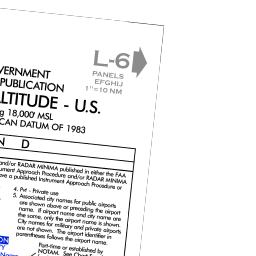 L-6
PANELS
EFGHIJ
1"=10 NM
VERNMENT
PUBLICATION
LTITUDE - U.S.
g 18,000' MSL
CAN DATUM OF 1983
N D
and/or RADAR MINIMA published in either the FAA
ument Approach Procedure and/or RADAR MINIMA
ve a published Instrument Approach Procedure or
4. Pvt - Private use
5. Associated city names for public airports
are shown above or preceding the airport
name. If airport name and city name are
the same, only the airport name is shown.
City names for military and private airports
are not shown. The airport identifier in
parentheses follows the airport name.
Part-time or established by
NOTAM. See